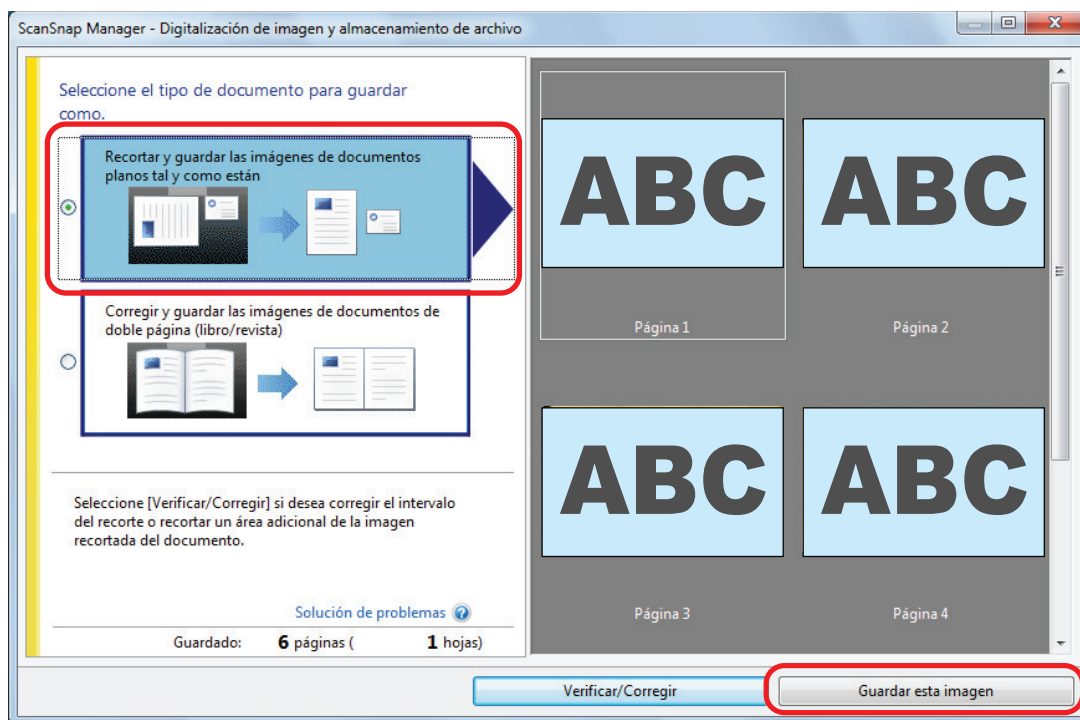 ScanSnap Manager - Digitalización de imagen y almacenamiento de archivo
Seleccione el tipo de documento para guardar
como.
Recortar y guardar las imágenes de documentos
planos tal y como están
Corregir y guardar las imágenes de documentos de
doble página (libro/revista)
Seleccione [Verificar/Corregir] si desea corregir el intervalo
del recorte o recortar un área adicional de la imagen
recortada del documento.
Solución de problemas
Guardado: 6 páginas ( 1 hojas)
ABC ABC
Página 1 Página 2
ABC ABC
Página 3 Página 4
Verificar/Corregir Guardar esta imagen